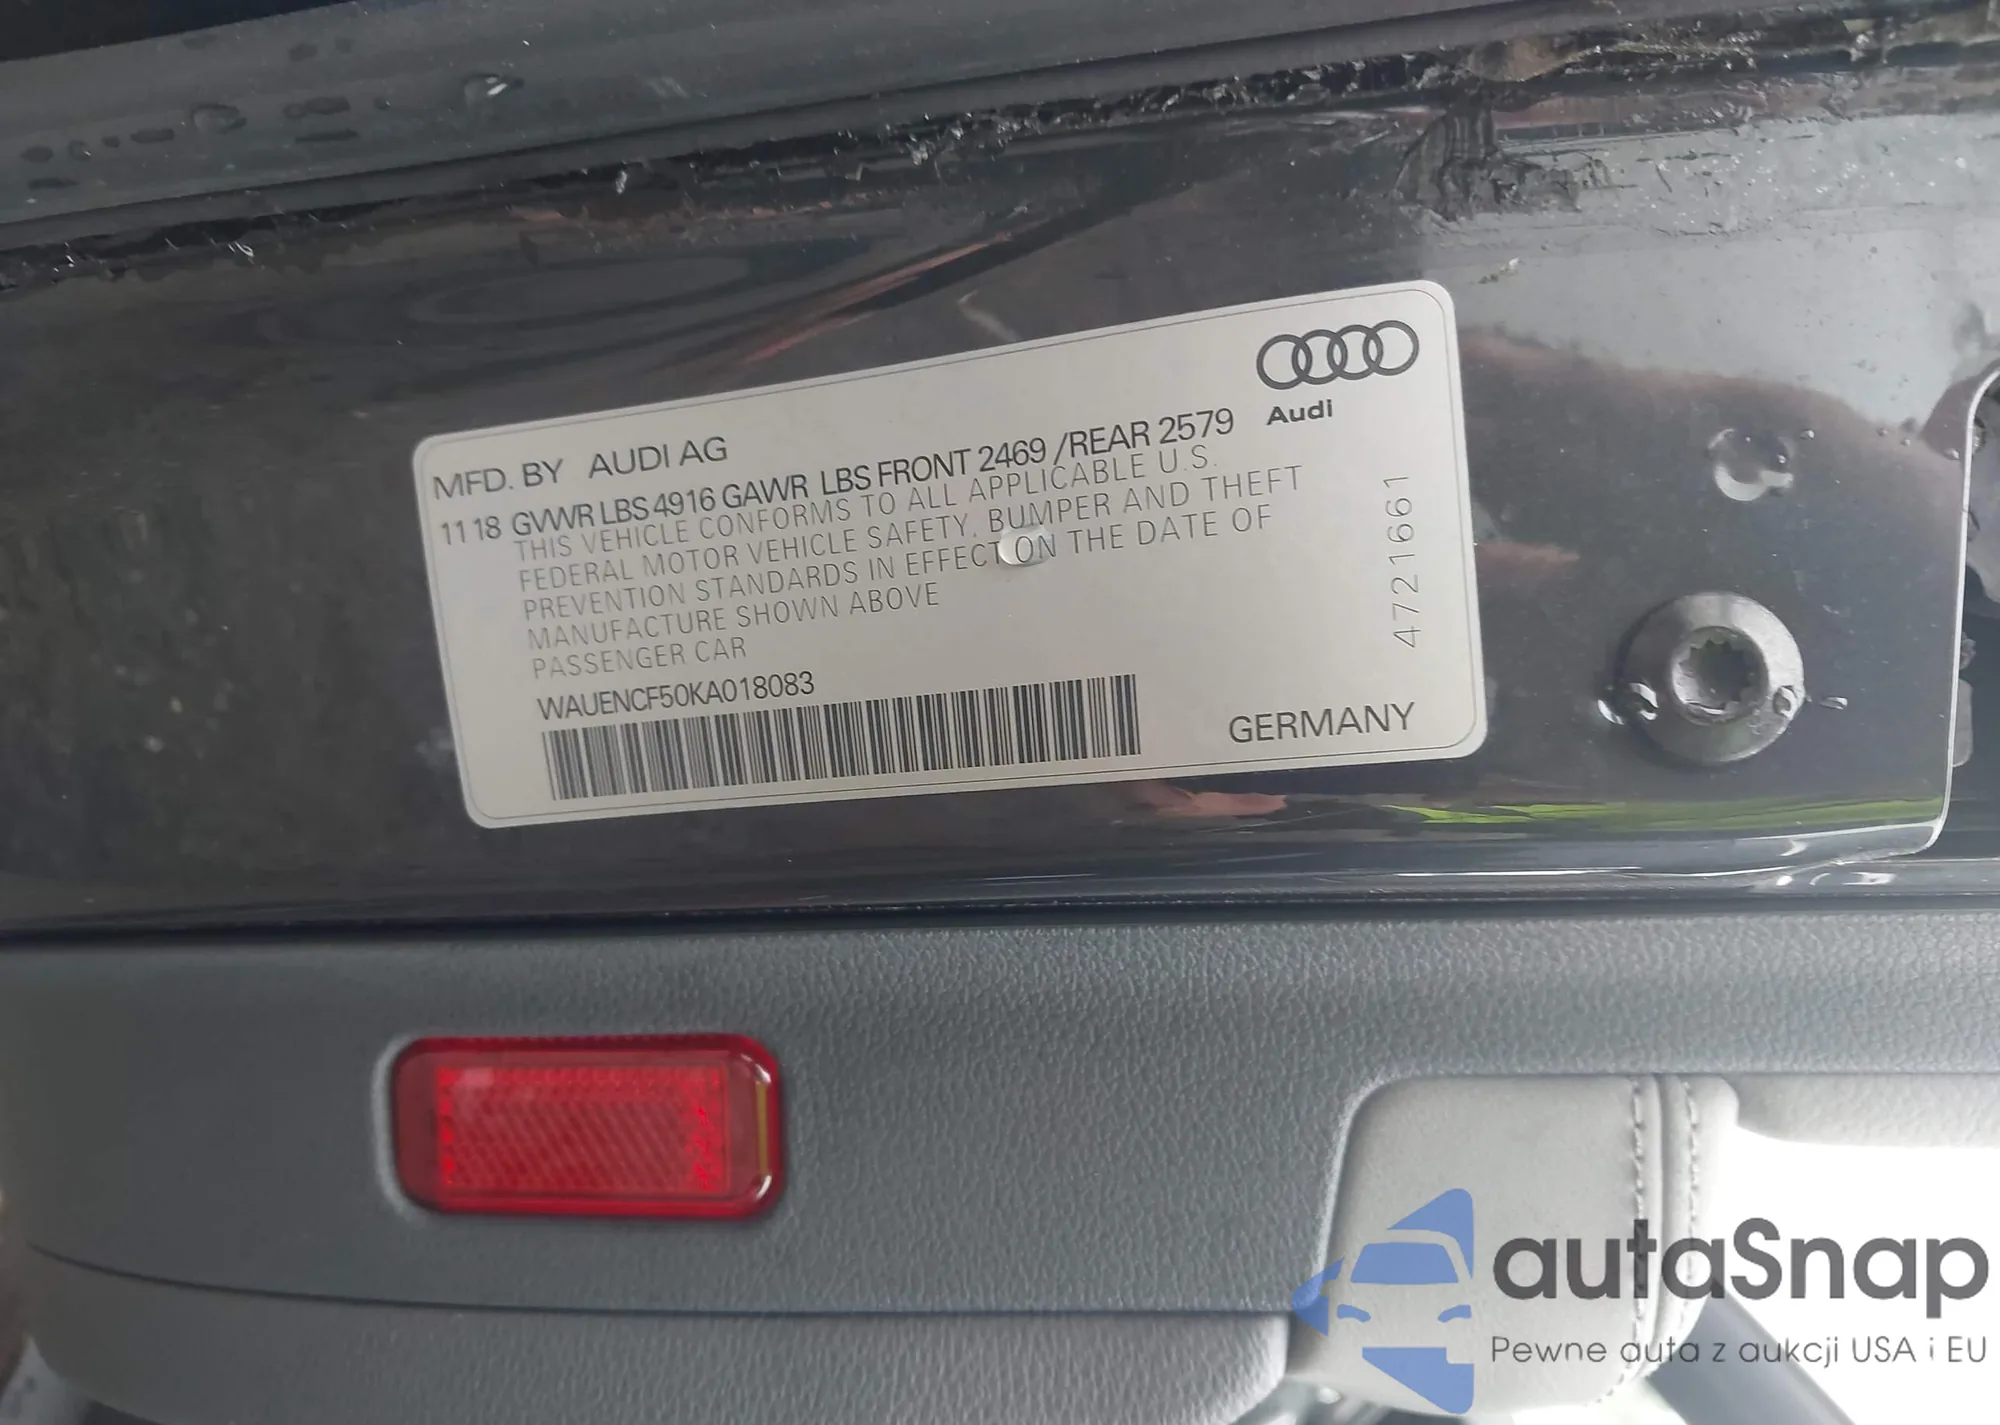 Audi
MFD. BY AUDI AG
11 18 GVWR LBS 4916 GAWR LBS FRONT 2469 /REAR 2579
THIS VEHICLE CONFORMS TO ALL APPLICABLE U.S.
FEDERAL MOTOR VEHICLE SAFETY, BUMPER AND THEFT
PREVENTION STANDARDS IN EFFECT ON THE DATE OF
MANUFACTURE SHOWN ABOVE
PASSENGER CAR
WAUENCF50KA018083
GERMANY
4721661
autaSnap
Pewne auta z aukcji USA i EU